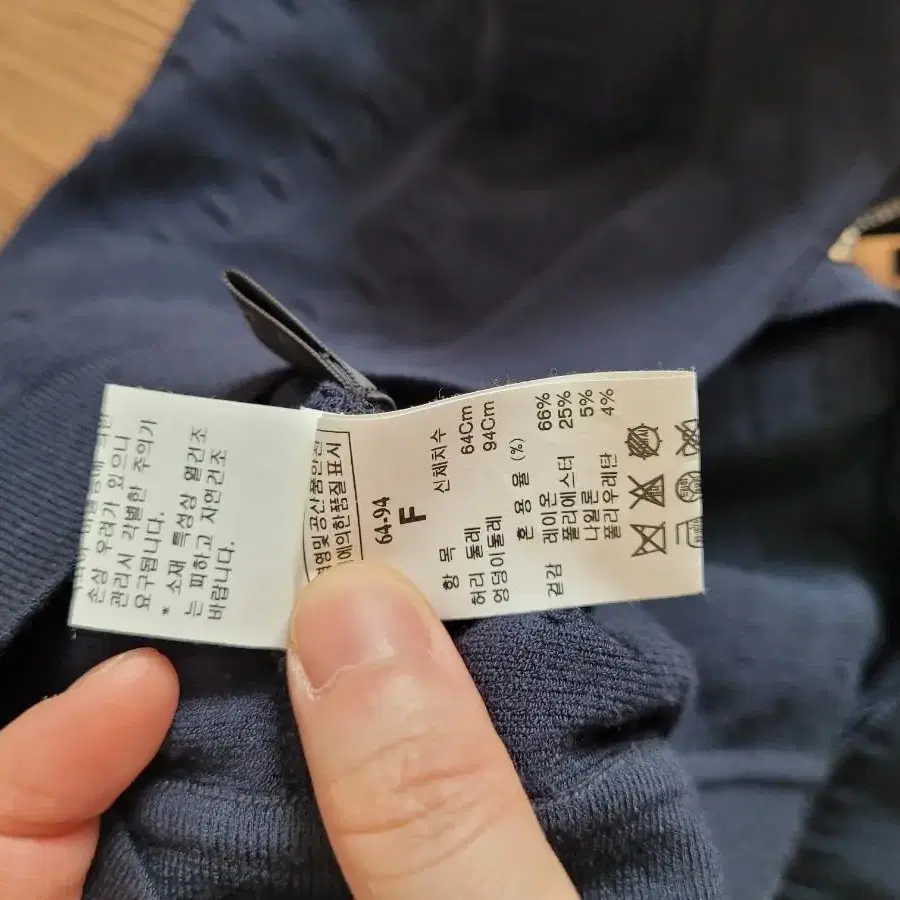 손상 우려가 있으니
관리시 각별한 주의가
요구됩니다.
* 소재 특성상 열건조
는 피하고 자연건조
바랍니다.
영및공산품안전
에의한품질표시
64-94
F
항 목 신체치수
허리 둘레 64Cm
엉덩이둘레 94Cm
혼 용 율 (%)
겉감 레이온 66%
폴리에스터 25%
나일론 5%
폴리우레탄 4%